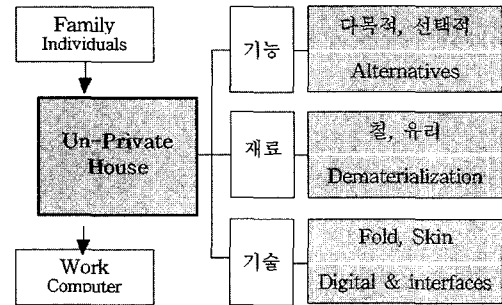 Family
Individuals
Un-Private
House
Work
Computer
기능
다목적, 선택적
Alternatives
재료
철, 유리
Dematerialization
기술
Fold, Skin
Digital & interfaces